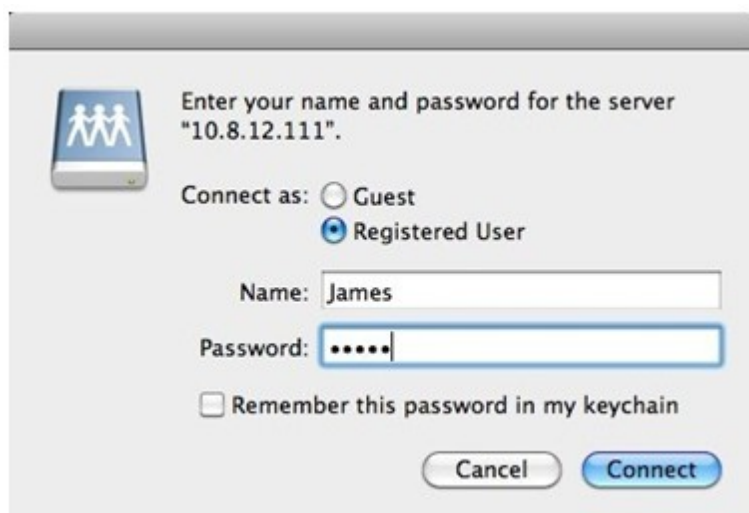 Enter your name and password for the server
"10.8.12.111".
Connect as: Guest
Registered User
Name: James
Password: •••••
Remember this password in my keychain
Cancel Connect